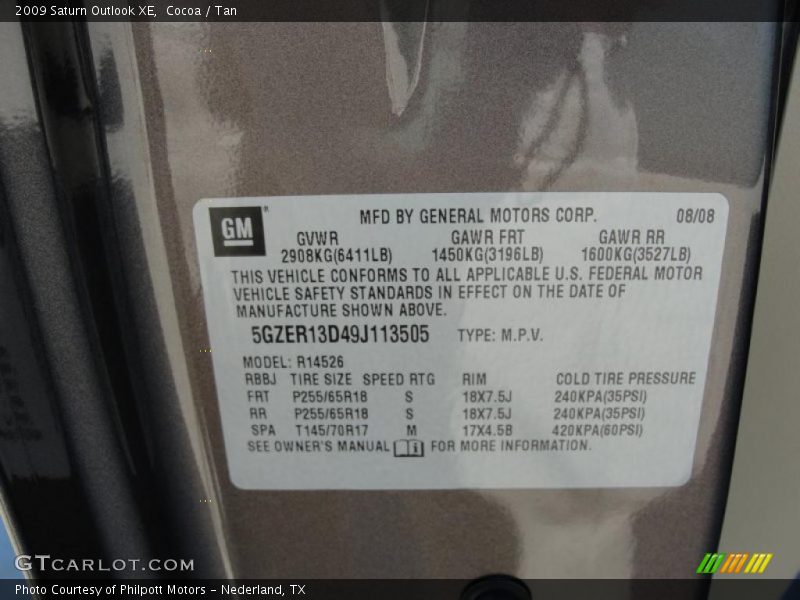 2009 Saturn Outlook XE, Cocoa / Tan
GM
MFD BY GENERAL MOTORS CORP. 08/08
GVWR GAWR FRT GAWR RR
2908KG(6411LB) 1450KG(3196LB) 1600KG(3527LB)
THIS VEHICLE CONFORMS TO ALL APPLICABLE U.S. FEDERAL MOTOR
VEHICLE SAFETY STANDARDS IN EFFECT ON THE DATE OF
MANUFACTURE SHOWN ABOVE.
5GZER13D49J113505 TYPE: M.P.V.
MODEL: R14526
RBBJ TIRE SIZE SPEED RTG RIM COLD TIRE PRESSURE
FRT P255/65R18 S 18X7.5J 240KPA(35PSI)
RR P255/65R18 S 18X7.5J 240KPA(35PSI)
SPA T145/70R17 M 17X4.5B 420KPA(60PSI)
SEE OWNER'S MANUAL FOR MORE INFORMATION.
GTCARLOT.COM
Photo Courtesy of Philpott Motors - Nederland, TX